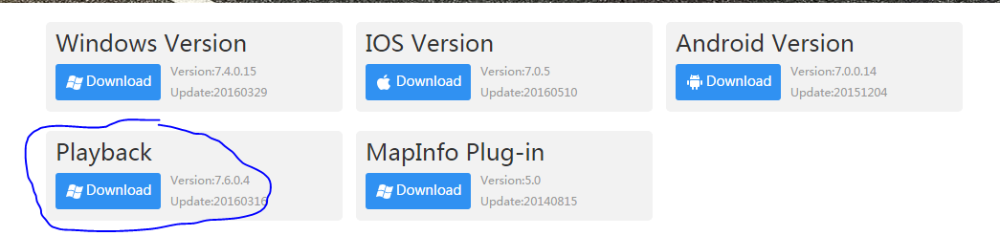 Windows Version
Download
Version:7.4.0.15
Update:20160329
IOS Version
Download
Version:7.0.5
Update:20160510
Android Version
Download
Version:7.0.0.14
Update:20151204
Playback
Download
Version:7.6.0.4
Update:20160316
MapInfo Plug-in
Download
Version:5.0
Update:20140815